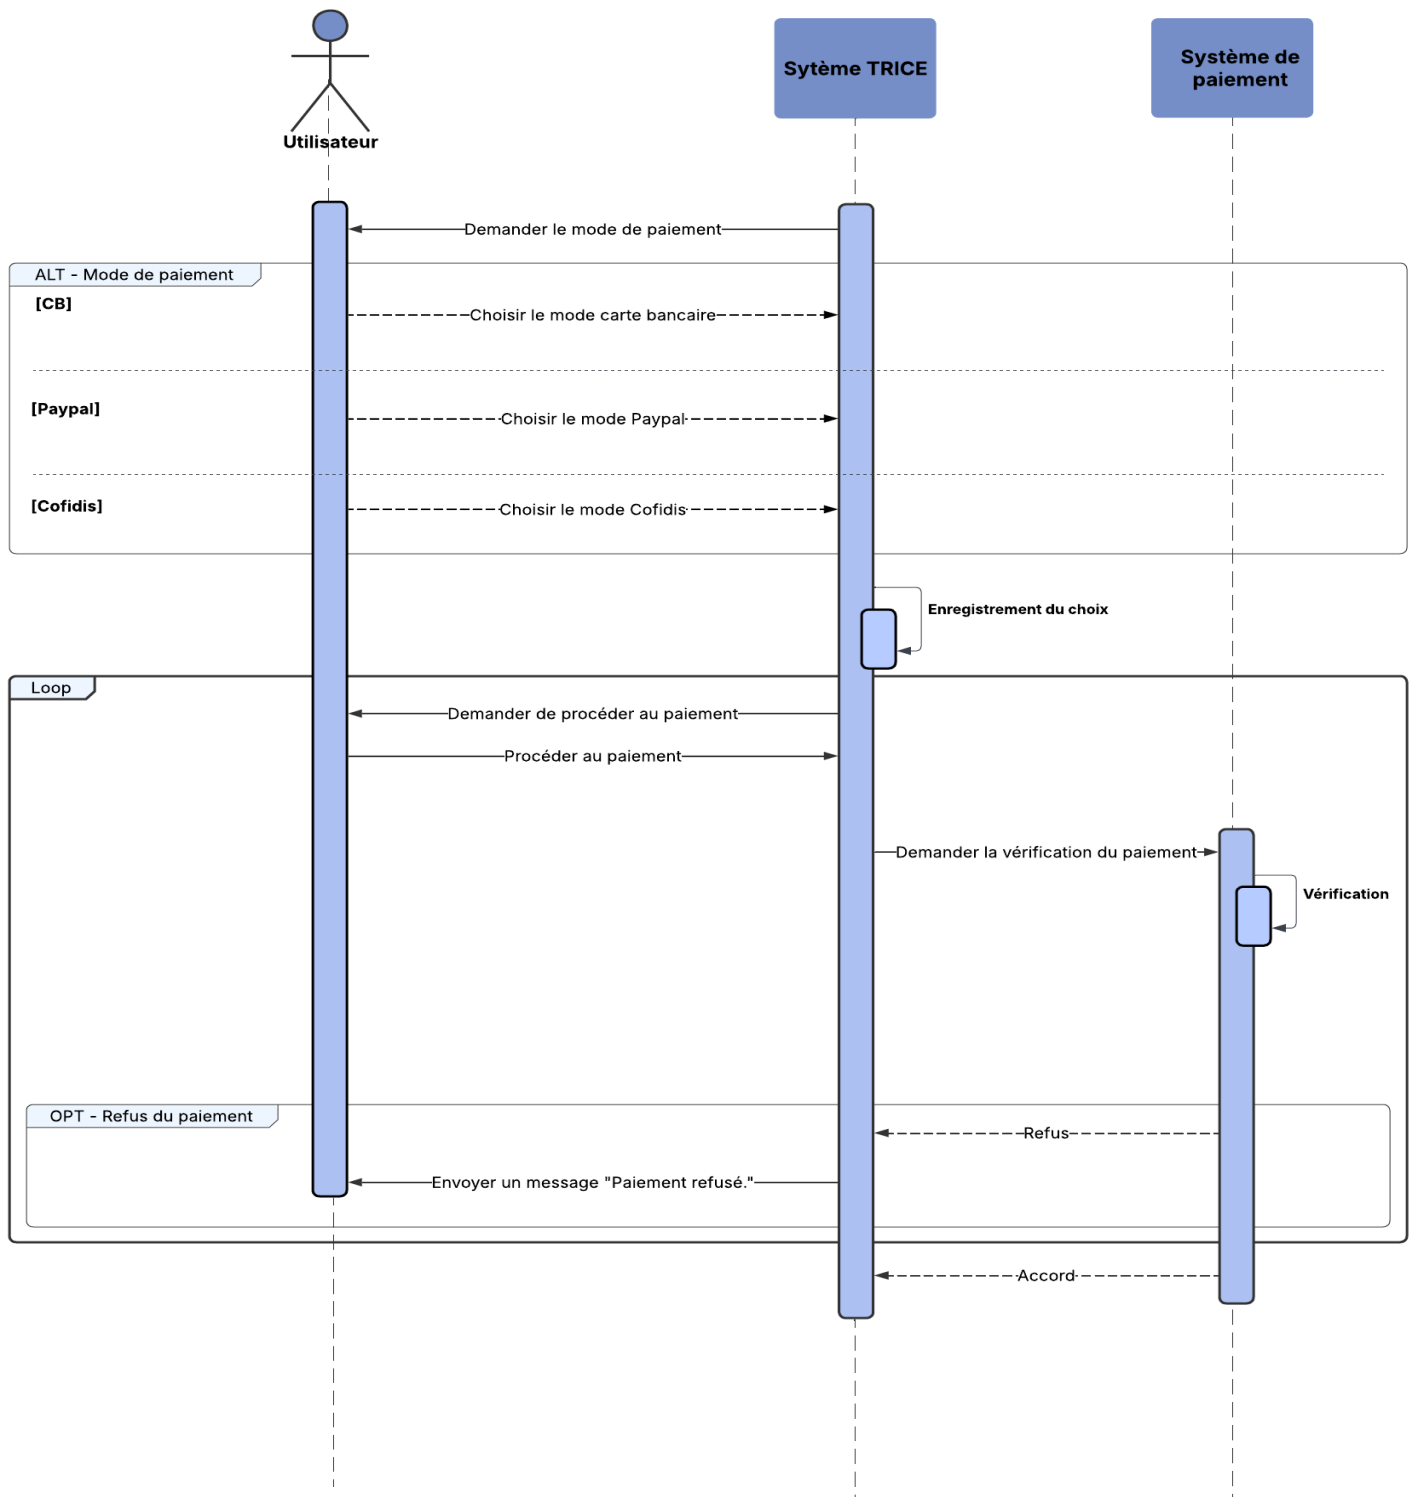 Utilisateur
Sytème TRICE
Système de
paiement
Demander le mode de paiement
ALT - Mode de paiement
[CB]
Choisir le mode carte bancaire
[Paypal]
Choisir le mode Paypal
[Cofidis]
Choisir le mode Cofidis
Enregistrement du choix
Loop
Demander de procéder au paiement
Procéder au paiement
Demander la vérification du paiement
Vérification
OPT - Refus du paiement
Refus
Envoyer un message "Paiement refusé."
Accord